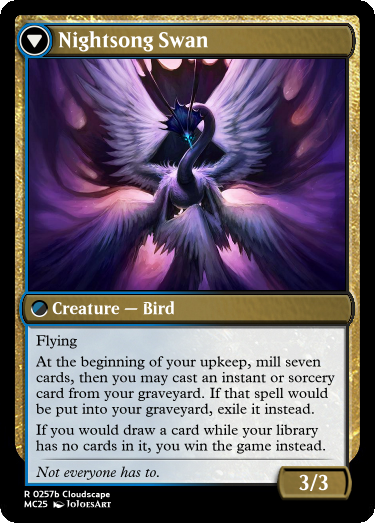 Nightsong Swan
Creature — Bird
Flying
At the beginning of your upkeep, mill seven
cards, then you may cast an instant or sorcery
card from your graveyard. If that spell would
be put into your graveyard, exile it instead.
If you would draw a card while your library
has no cards in it, you win the game instead.
Not everyone has to.
3/3
R 0257b Cloudscape
MC25 JoJoesArt